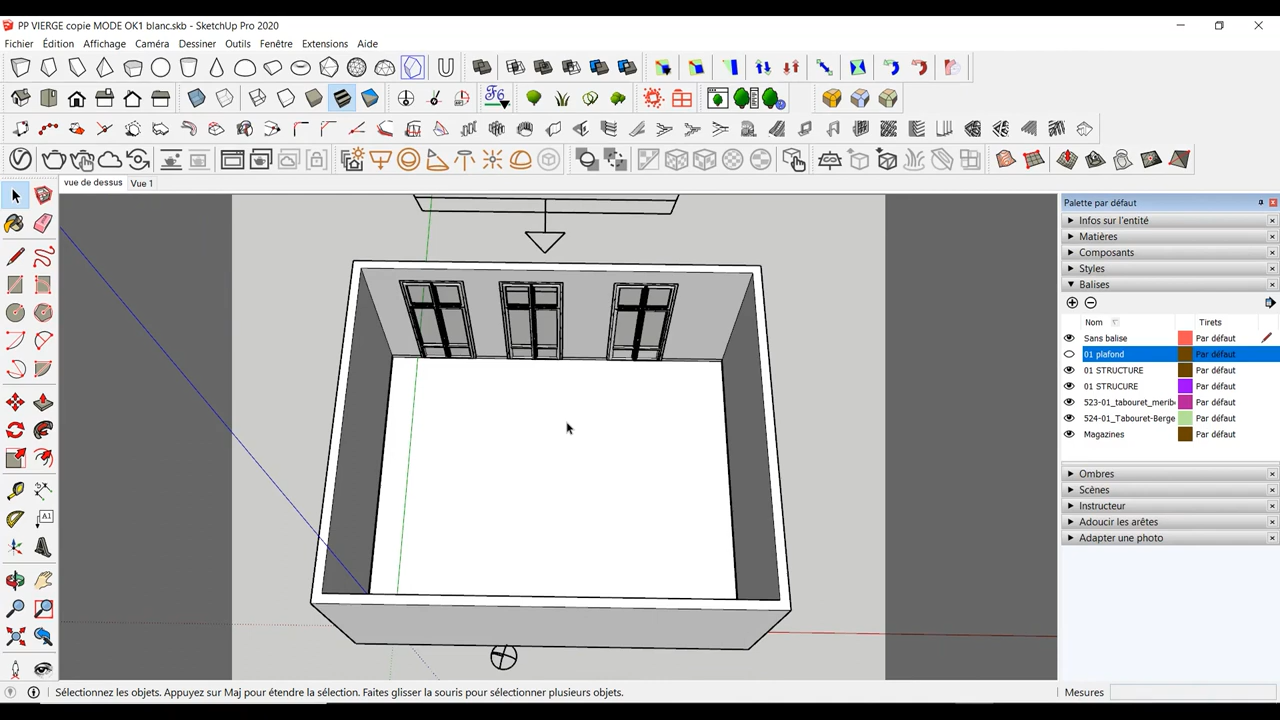 PP VIERGE copie MODE OK1 blanc.skb - SketchUp Pro 2020
Fichier Édition Affichage Caméra Dessiner Outils Fenêtre Extensions Aide
F6
vue de dessus Vue 1
A1
Palette par défaut
Infos sur l'entité
Matières
Composants
Styles
Balises
Nom Tirets
Sans balise Par défaut
01 plafond Par défaut
01 STRUCTURE Par défaut
01 STRUCURE Par défaut
523-01_tabouret_merib Par défaut
524-01_Tabouret-Berge Par défaut
Magazines Par défaut
Ombres
Scènes
Instructeur
Adoucir les arêtes
Adapter une photo
Sélectionnez les objets. Appuyez sur Maj pour étendre la sélection. Faites glisser la souris pour sélectionner plusieurs objets.
Mesures